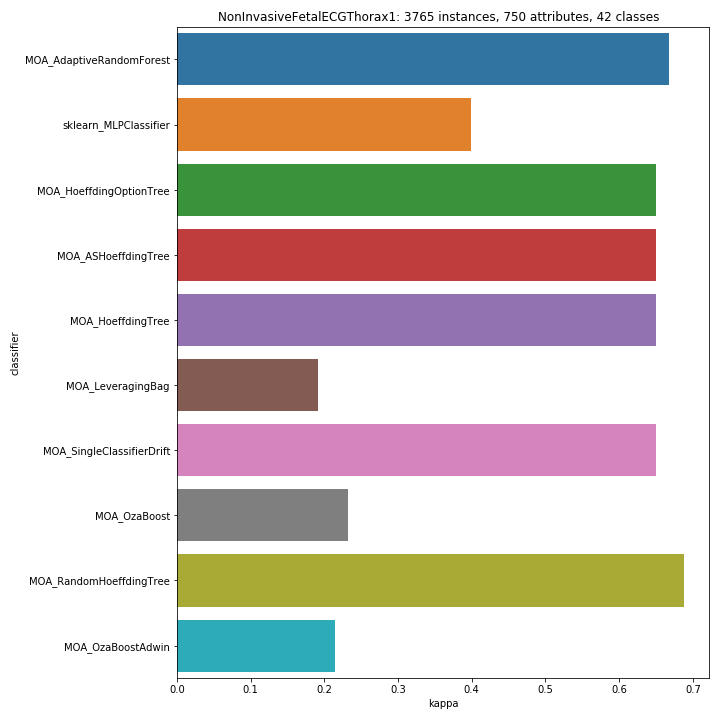 NonInvasiveFetalECGThorax1: 3765 instances, 750 attributes, 42 classes
classifier
MOA_AdaptiveRandomForest
sklearn_MLPClassifier
MOA_HoeffdingOptionTree
MOA_ASHoeffdingTree
MOA_HoeffdingTree
MOA_LeveragingBag
MOA_SingleClassifierDrift
MOA_OzaBoost
MOA_RandomHoeffdingTree
MOA_OzaBoostAdwin
0.0 0.1 0.2 0.3 0.4 0.5 0.6 0.7
kappa